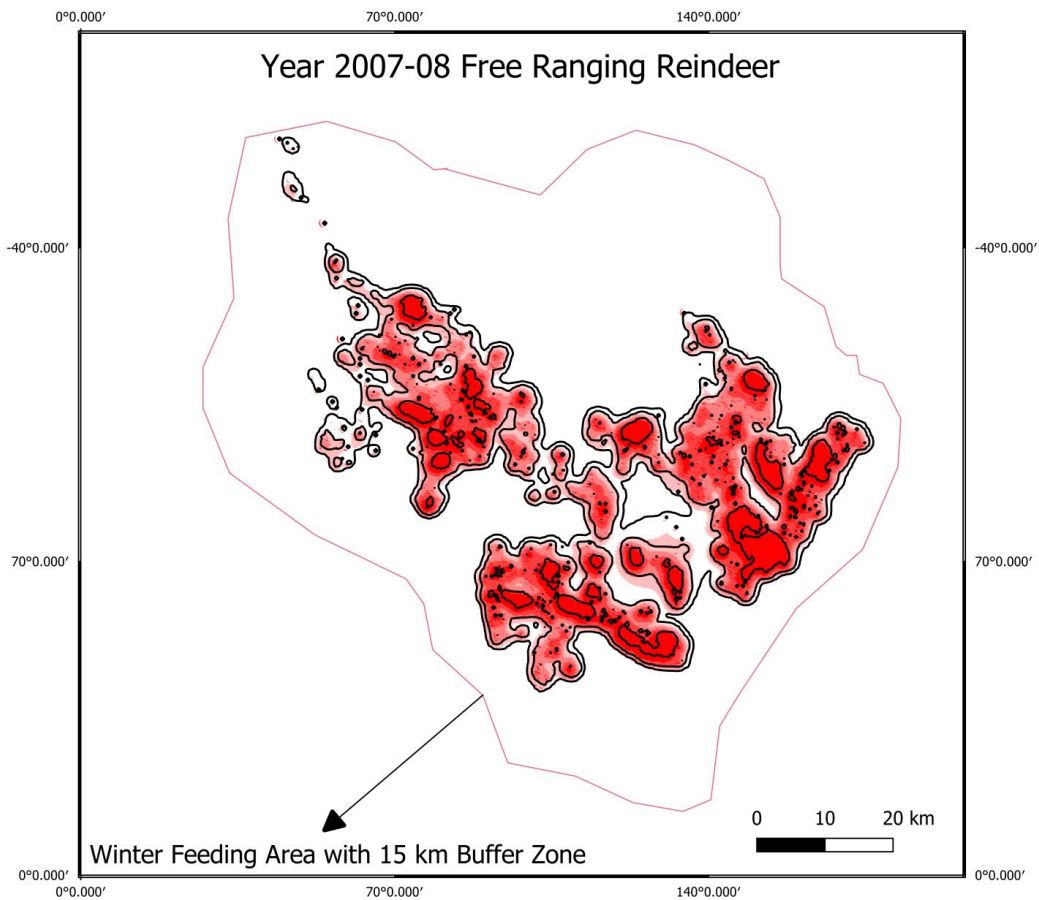 0°0.000′ 70°0.000′ 140°0.000′
Year 2007-08 Free Ranging Reindeer
-40°0.000′ -40°0.000′
70°0.000′ 70°0.000′
0 10 20 km
Winter Feeding Area with 15 km Buffer Zone
0°0.000′ 0°0.000′
0°0.000′ 70°0.000′ 140°0.000′